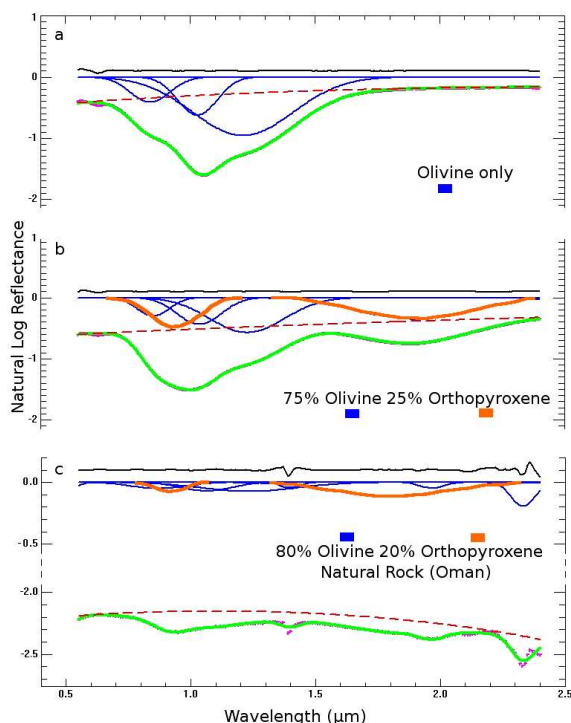 a
1
0
-1
-2
Olivine only
b
1
0
-1
-2
75% Olivine 25% Orthopyroxene
Natural Log Reflectance
c
0.0
-0.5
80% Olivine 20% Orthopyroxene
Natural Rock (Oman)
-2.0
-2.5
0.5 1.0 1.5 2.0 2.5
Wavelength (µm)